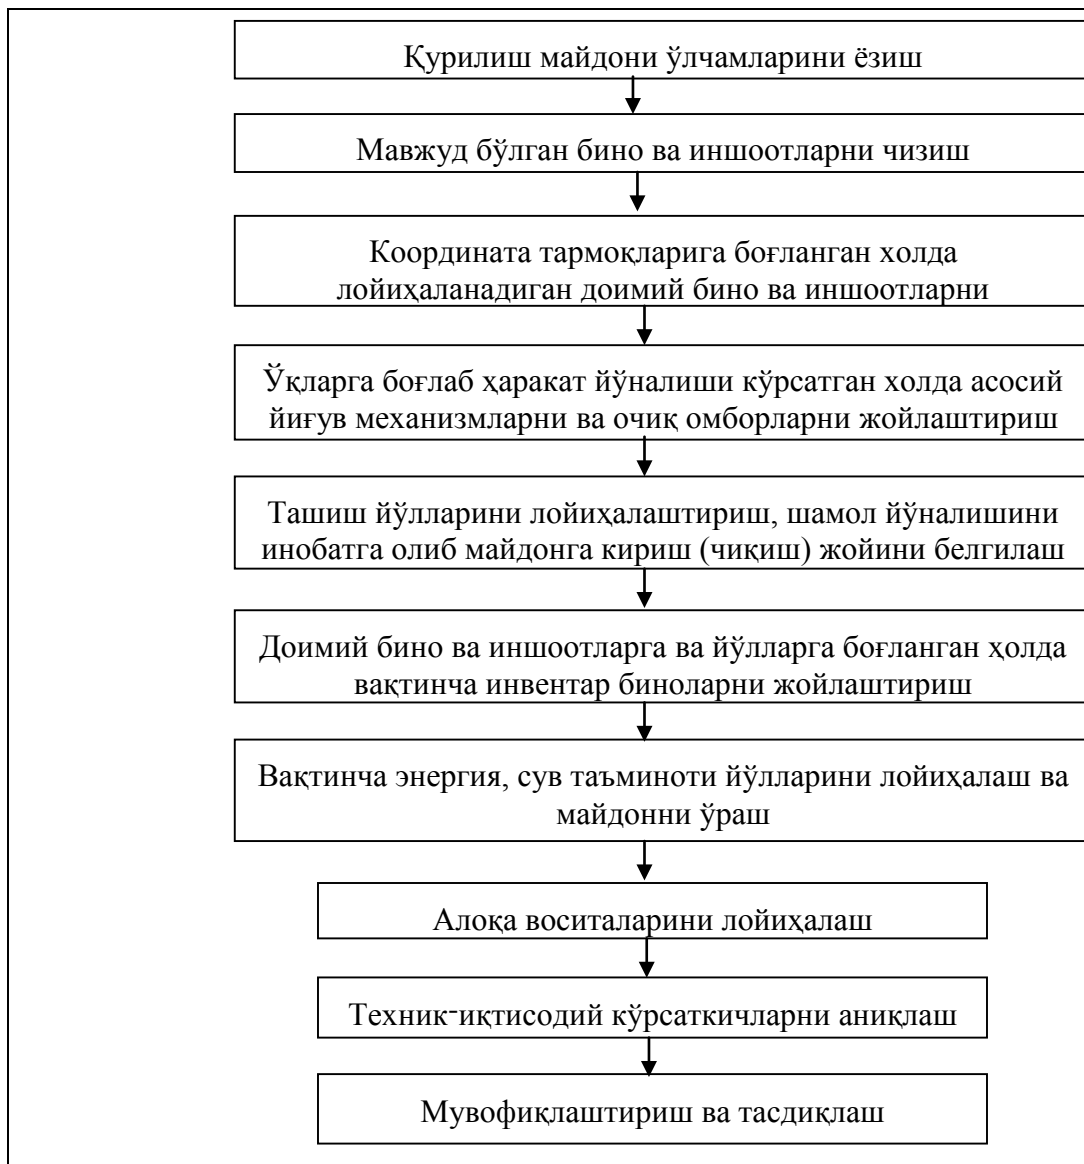 Қурилиш майдони ўлчамларини ёзиш
Мавжуд бўлган бино ва иншоотларни чизиш
Координата тармоқларига боғланган холда
лойиҳаланадиган доимий бино ва иншоотларни
Ўқларга боғлаб ҳаракат йўналиши кўрсатган холда асосий
йиғув механизмларни ва очиқ омборларни жойлаштириш
Ташиш йўлларини лойиҳалаштириш, шамол йўналишини
инобатга олиб майдонга кириш (чиқиш) жойини белгилаш
Доимий бино ва иншоотларга ва йўлларга боғланган ҳолда
вақтинча инвентар биноларни жойлаштириш
Вақтинча энергия, сув таъминоти йўлларини лойиҳалаш ва
майдонни ўраш
Алоқа воситаларини лойиҳалаш
Техник-иқтисодий кўрсаткичларни аниқлаш
Мувофиқлаштириш ва тасдиқлаш